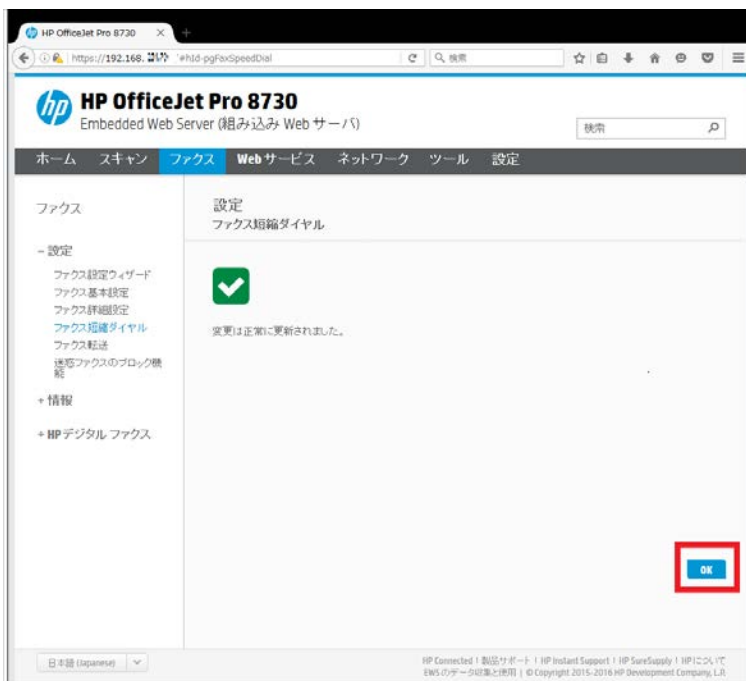 HP OfficeJet Pro 8730
https://192.168.
#hId-pgFaxSpeedDial
検索
hp
HP OfficeJet Pro 8730
Embedded Web Server (組み込み Web サーバ)
検索
ホーム スキャン ファクス Webサービス ネットワーク ツール 設定
ファクス
設定
ファクス短縮ダイヤル
- 設定
ファクス設定ウィザード
ファクス基本設定
ファクス詳細設定
ファクス短縮ダイヤル
ファクス転送
迷惑ファクスのブロック機
能
変更は正常に更新されました。
+ 情報
+ HP デジタル ファクス
OK
日本語 (Japanese)
HP Connected | 製品サポート | HP Instant Support | HP SureSupply | HPについて
EWS のデータ収集と使用 | © Copyright 2015-2016 HP Development Company, L.P.